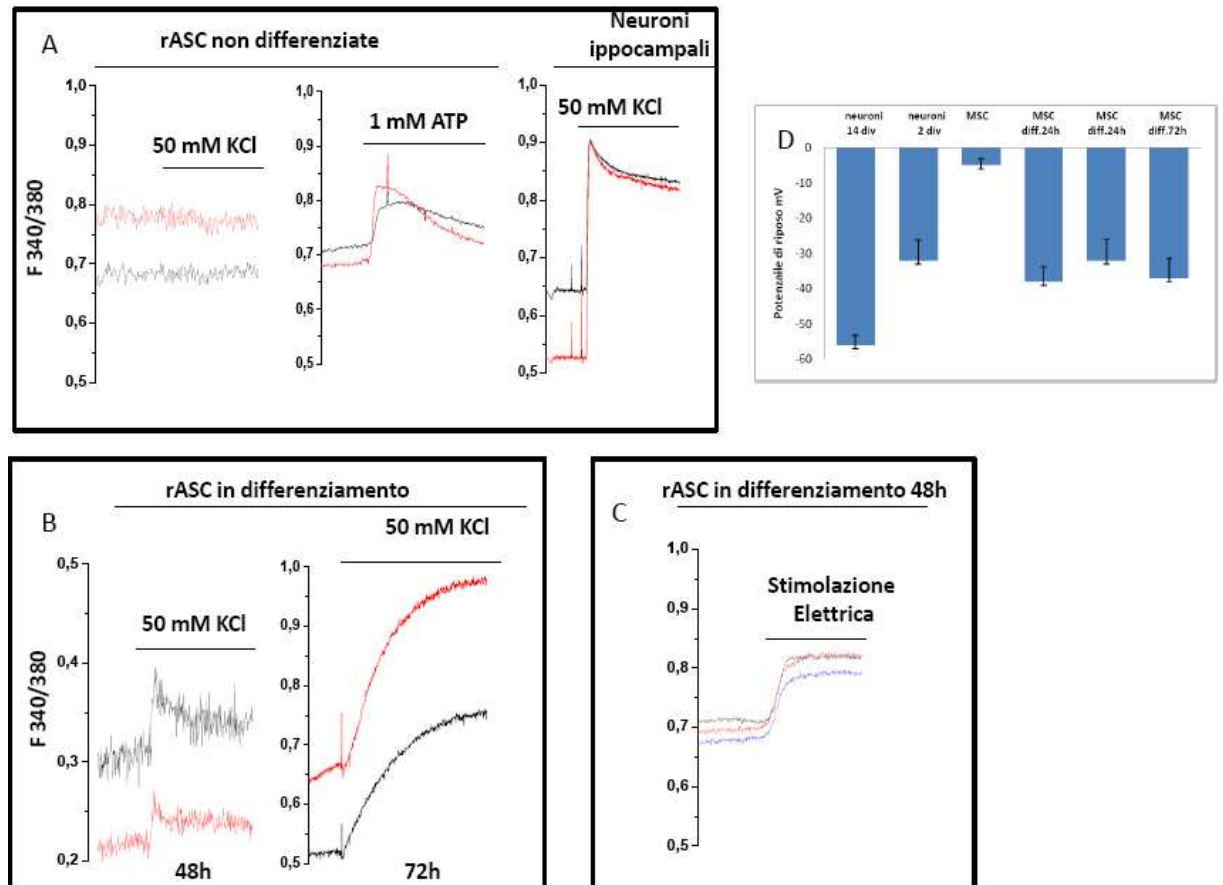 A
rASC non differenziate
Neuroni
ippocampali
50 mM KCl
1 mM ATP
50 mM KCl
F 340/380
1,0
0,9
0,8
0,7
0,6
0,5
1,0
0,9
0,8
0,7
0,6
0,5
1,0
0,9
0,8
0,7
0,6
0,5
D
neuroni
14 div
neuroni
2 div
MSC
MSC
diff.24h
MSC
diff.24h
MSC
diff.72h
Potenzaile di riposo mV
0
-10
-20
-30
-40
-50
-60
B
rASC in differenziamento
50 mM KCl
50 mM KCl
F 340/380
0,5
0,4
0,3
0,2
1,0
0,9
0,8
0,7
0,6
0,5
48h
72h
C
rASC in differenziamento 48h
Stimolazione
Elettrica
1,0
0,9
0,8
0,7
0,6
0,5